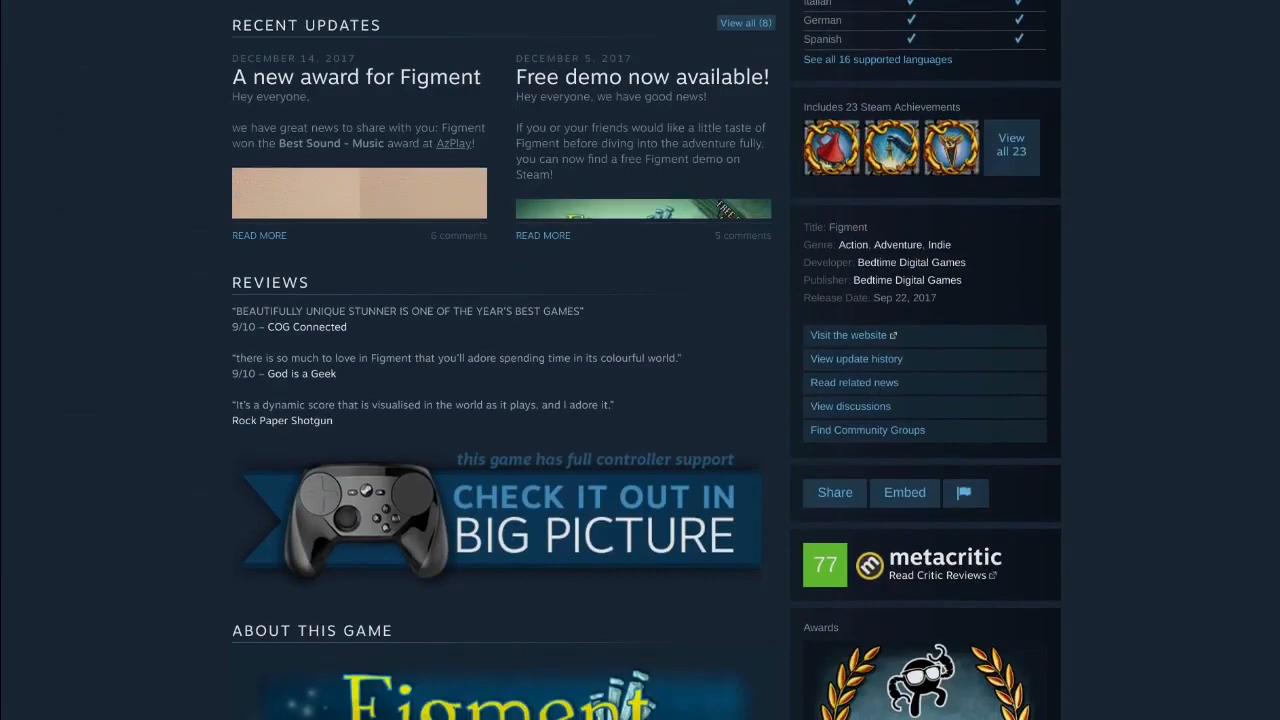 RECENT UPDATES
View all (8)
DECEMBER 14, 2017
A new award for Figment
Hey everyone,
we have great news to share with you: Figment
won the Best Sound - Music award at AzPlay!
READ MORE
6 comments
DECEMBER 5, 2017
Free demo now available!
Hey everyone, we have good news!
If you or your friends would like a little taste of
Figment before diving into the adventure fully,
you can now find a free Figment demo on
Steam!
READ MORE
5 comments
REVIEWS
“BEAUTIFULLY UNIQUE STUNNER IS ONE OF THE YEAR'S BEST GAMES”
9/10 – COG Connected
“there is so much to love in Figment that you'll adore spending time in its colourful world.”
9/10 – God is a Geek
“It's a dynamic score that is visualised in the world as it plays, and I adore it.”
Rock Paper Shotgun
this game has full controller support
CHECK IT OUT IN
BIG PICTURE
ABOUT THIS GAME
Figment
Italian
German
Spanish
See all 16 supported languages
Includes 23 Steam Achievements
View
all 23
Title: Figment
Genre: Action, Adventure, Indie
Developer: Bedtime Digital Games
Publisher: Bedtime Digital Games
Release Date: Sep 22, 2017
Visit the website
View update history
Read related news
View discussions
Find Community Groups
Share
Embed
77
metacritic
Read Critic Reviews
Awards